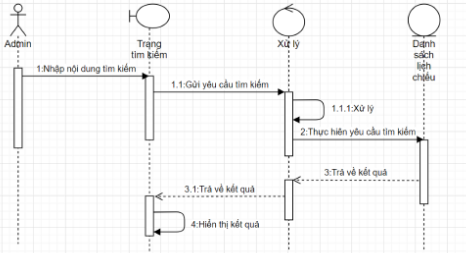 Admin
Trang
tìm kiếm
Xử lý
Danh
sách
lịch
chiếu
1:Nhập nội dung tìm kiếm
1.1:Gửi yêu cầu tìm kiếm
1.1.1:Xử lý
2:Thực hiên yêu cầu tìm kiếm
3:Trả về kết quả
3.1:Trả về kết quả
4:Hiển thị kết quả